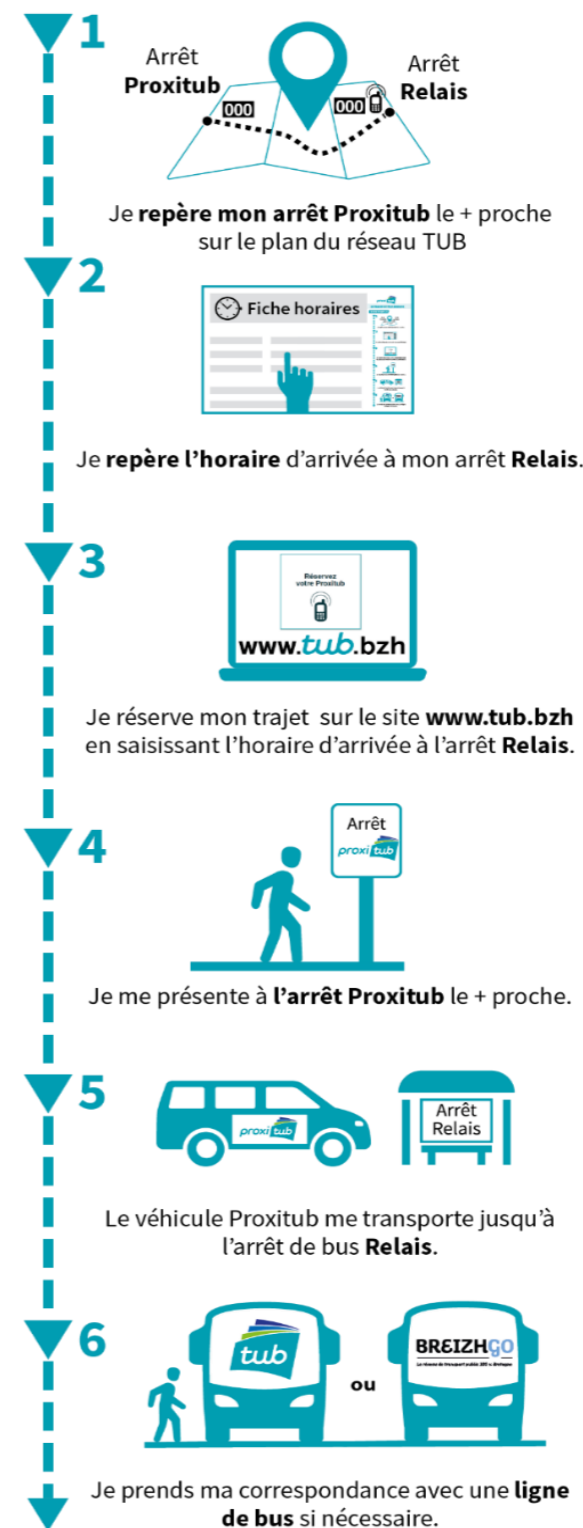 1
Arrêt
Proxitub
Arrêt
Relais
000
000
Je repère mon arrêt Proxitub le + proche
sur le plan du réseau TUB
2
Fiche horaires
Je repère l’horaire d’arrivée à mon arrêt Relais.
3
Réservez
votre Proxitub
www.tub.bzh
Je réserve mon trajet sur le site www.tub.bzh
en saisissant l’horaire d’arrivée à l’arrêt Relais.
4
Arrêt
proxitub
Je me présente à l’arrêt Proxitub le + proche.
5
proxitub
Arrêt
Relais
Le véhicule Proxitub me transporte jusqu’à
l’arrêt de bus Relais.
6
tub
ou
BREIZHGO
Je prends ma correspondance avec une ligne
de bus si nécessaire.